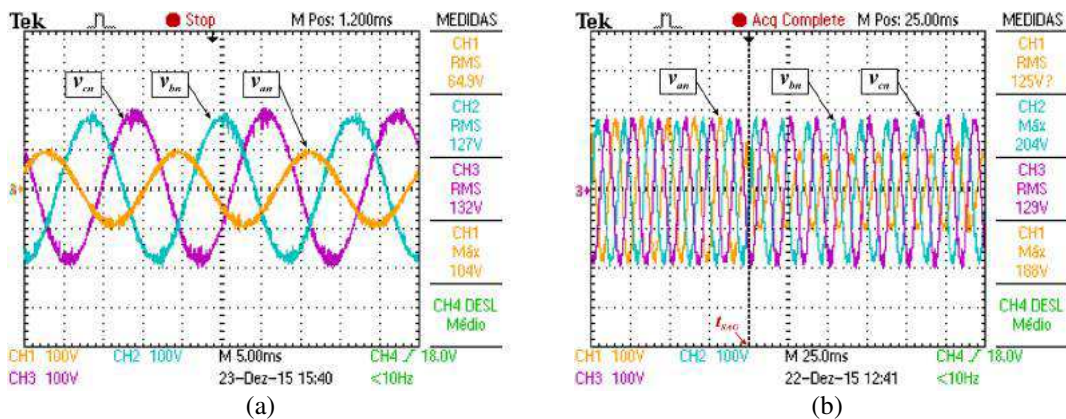 Tek Stop M Pos: 1.200ms MEDIDAS
CH1
RMS
64.9V
CH2
RMS
127V
CH3
RMS
132V
CH1
Máx
104V
CH4 DESL
Médio
v_cn v_bn v_an
3
CH1 100V CH2 100V M 5.00ms CH4 / 18.0V
CH3 100V 23-Dez-15 15:40 <10Hz
(a)
Tek Acq Complete M Pos: 25.00ms MEDIDAS
CH1
RMS
125V?
CH2
Máx
204V
CH3
RMS
129V
CH1
Máx
188V
CH4 DESL
Médio
v_an v_bn v_cn
3
t_SAG
CH1 100V CH2 100V M 25.0ms CH4 / 18.0V
CH3 100V 22-Dez-15 12:41 <10Hz
(b)